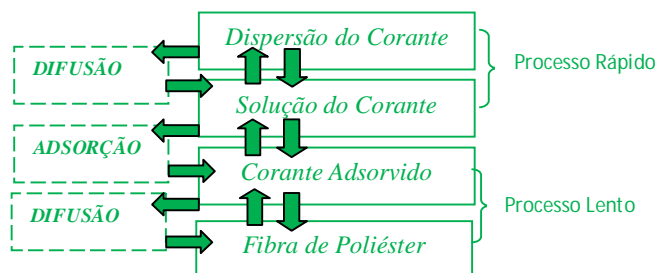 Dispersão do Corante
DIFUSÃO
Processo Rápido
Solução do Corante
ADSORÇÃO
Corante Adsorvido
DIFUSÃO
Processo Lento
Fibra de Poliéster